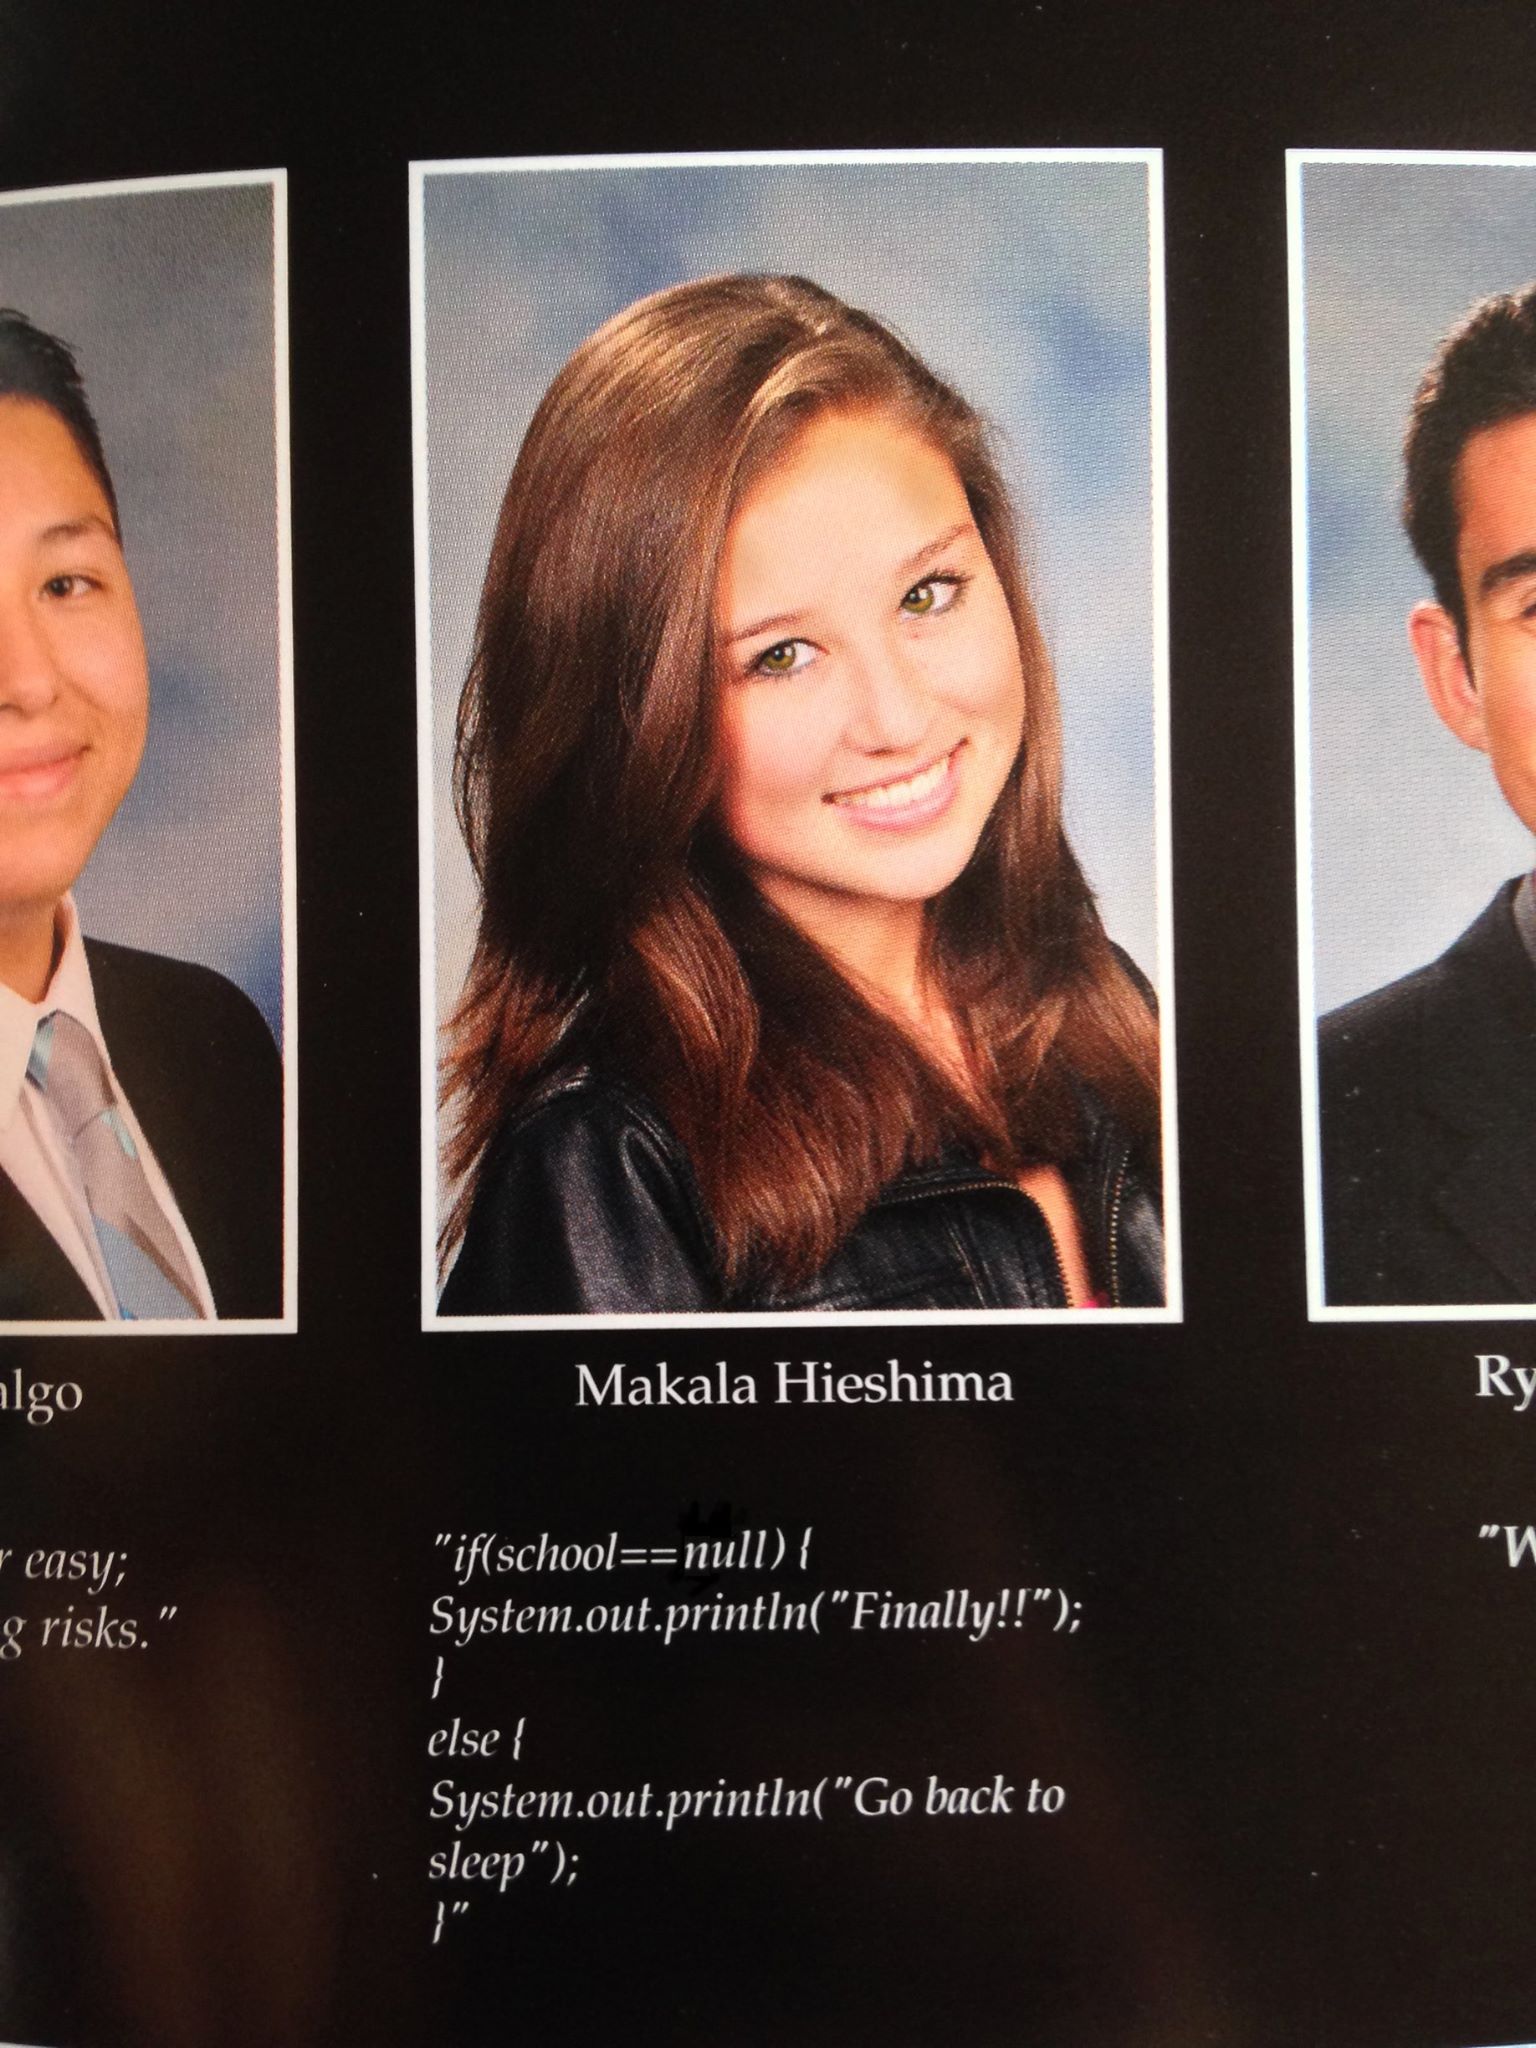 algo
Makala Hieshima
Ry
r easy;
g risks."
"if(school==null) {
System.out.println("Finally!!");
}
else {
System.out.println("Go back to
sleep");
}"
"W